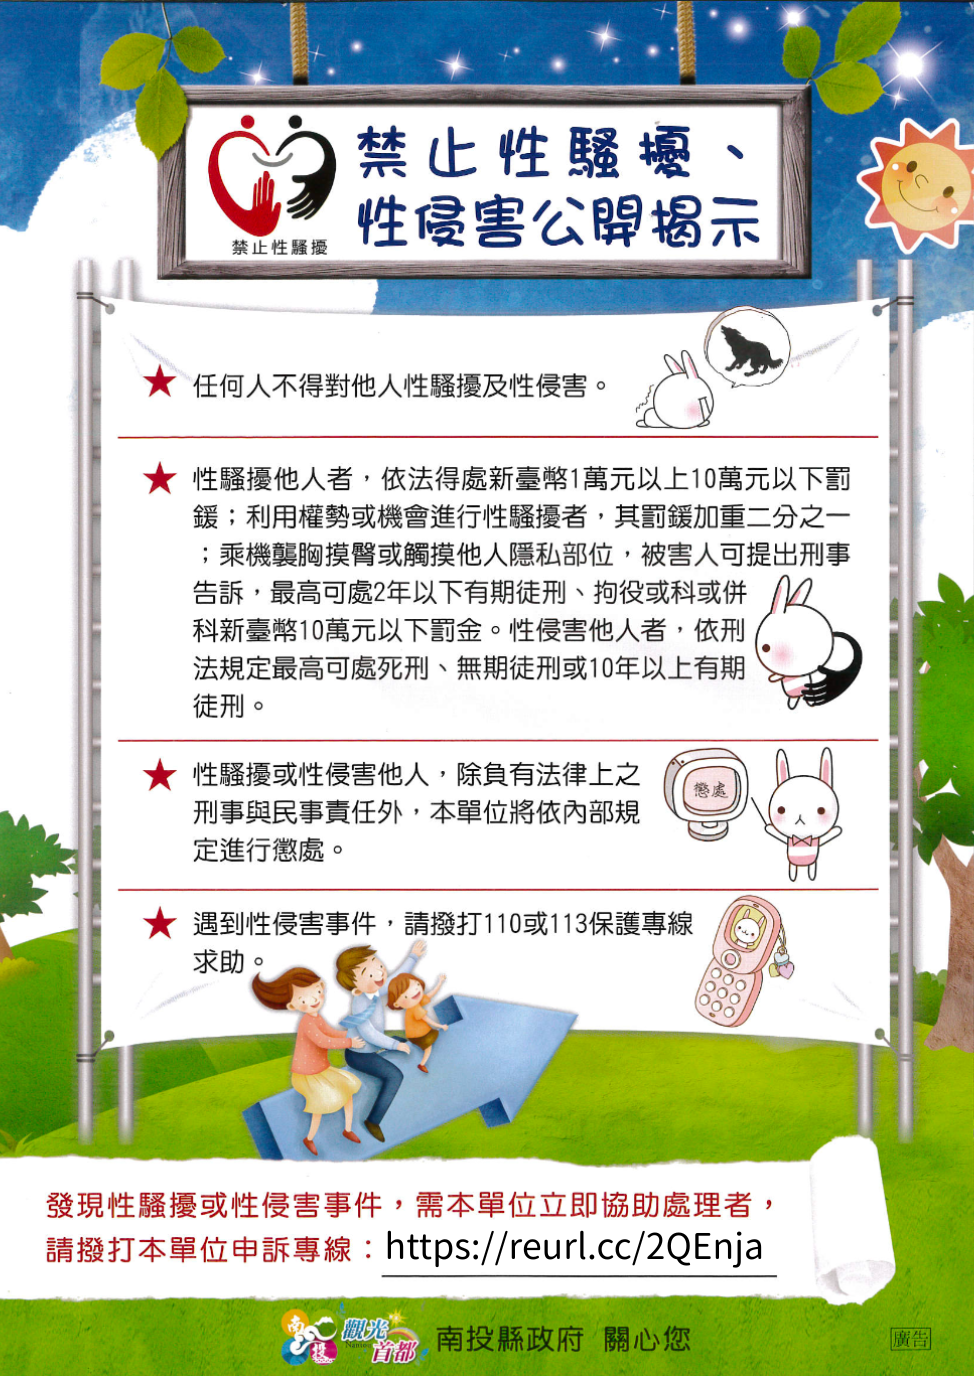 禁止性騷擾、
性侵害公開揭示
禁止性騷擾
★ 任何人不得對他人性騷擾及性侵害。
★ 性騷擾他人者，依法得處新臺幣1萬元以上10萬元以下罰
鍰；利用權勢或機會進行性騷擾者，其罰鍰加重二分之一
；乘機襲胸摸臀或觸摸他人隱私部位，被害人可提出刑事
告訴，最高可處2年以下有期徒刑、拘役或科或併
科新臺幣10萬元以下罰金。性侵害他人者，依刑
法規定最高可處死刑、無期徒刑或10年以上有期
徒刑。
★ 性騷擾或性侵害他人，除負有法律上之
刑事與民事責任外，本單位將依內部規
定進行懲處。
懲處
★ 遇到性侵害事件，請撥打110或113保護專線
求助。
發現性騷擾或性侵害事件，需本單位立即協助處理者，
請撥打本單位申訴專線：https://reurl.cc/2QEnja
南投
觀光
Nantou
首都
南投縣政府 關心您
廣告